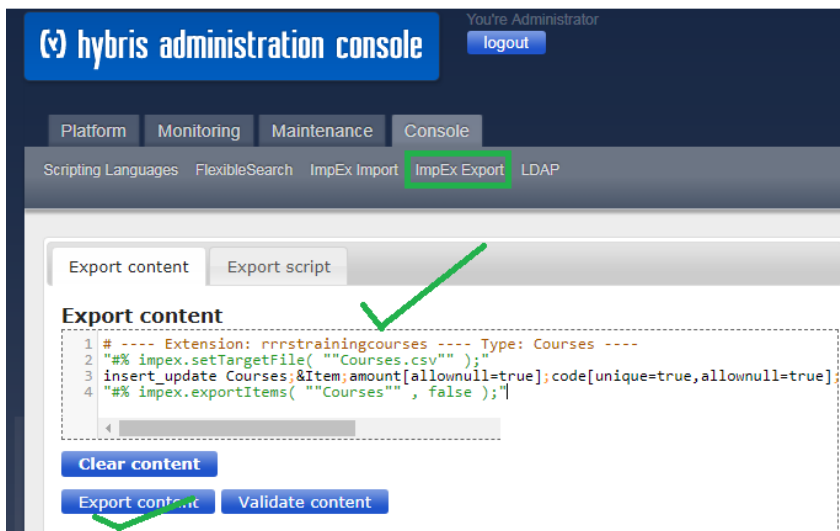 You're Administrator
(y) hybris administration console
logout
Platform Monitoring Maintenance Console
Scripting Languages FlexibleSearch ImpEx Import ImpEx Export LDAP
Export content Export script
Export content
1 # ---- Extension: rrrstrainingcourses ---- Type: Courses ----
2 "#% impex.setTargetFile( ""Courses.csv"" );"
3 insert_update Courses;&Item;amount[allownull=true];code[unique=true,allownull=true];
4 "#% impex.exportItems( ""Courses"" , false );"
Clear content
Export content Validate content